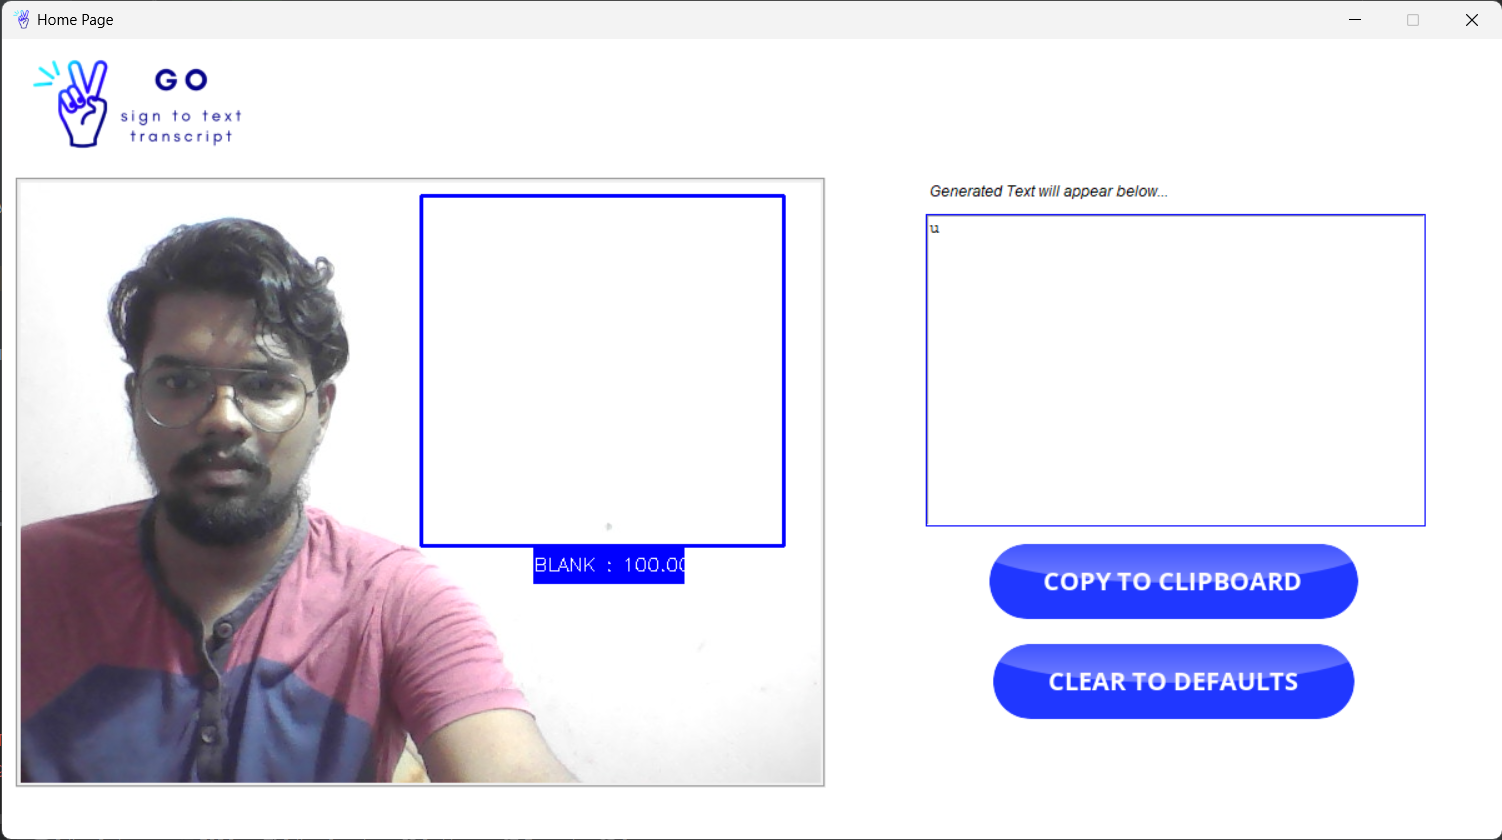 Home Page
GO
sign to text
transcript
Generated Text will appear below...
u
BLANK : 100.00
COPY TO CLIPBOARD
CLEAR TO DEFAULTS